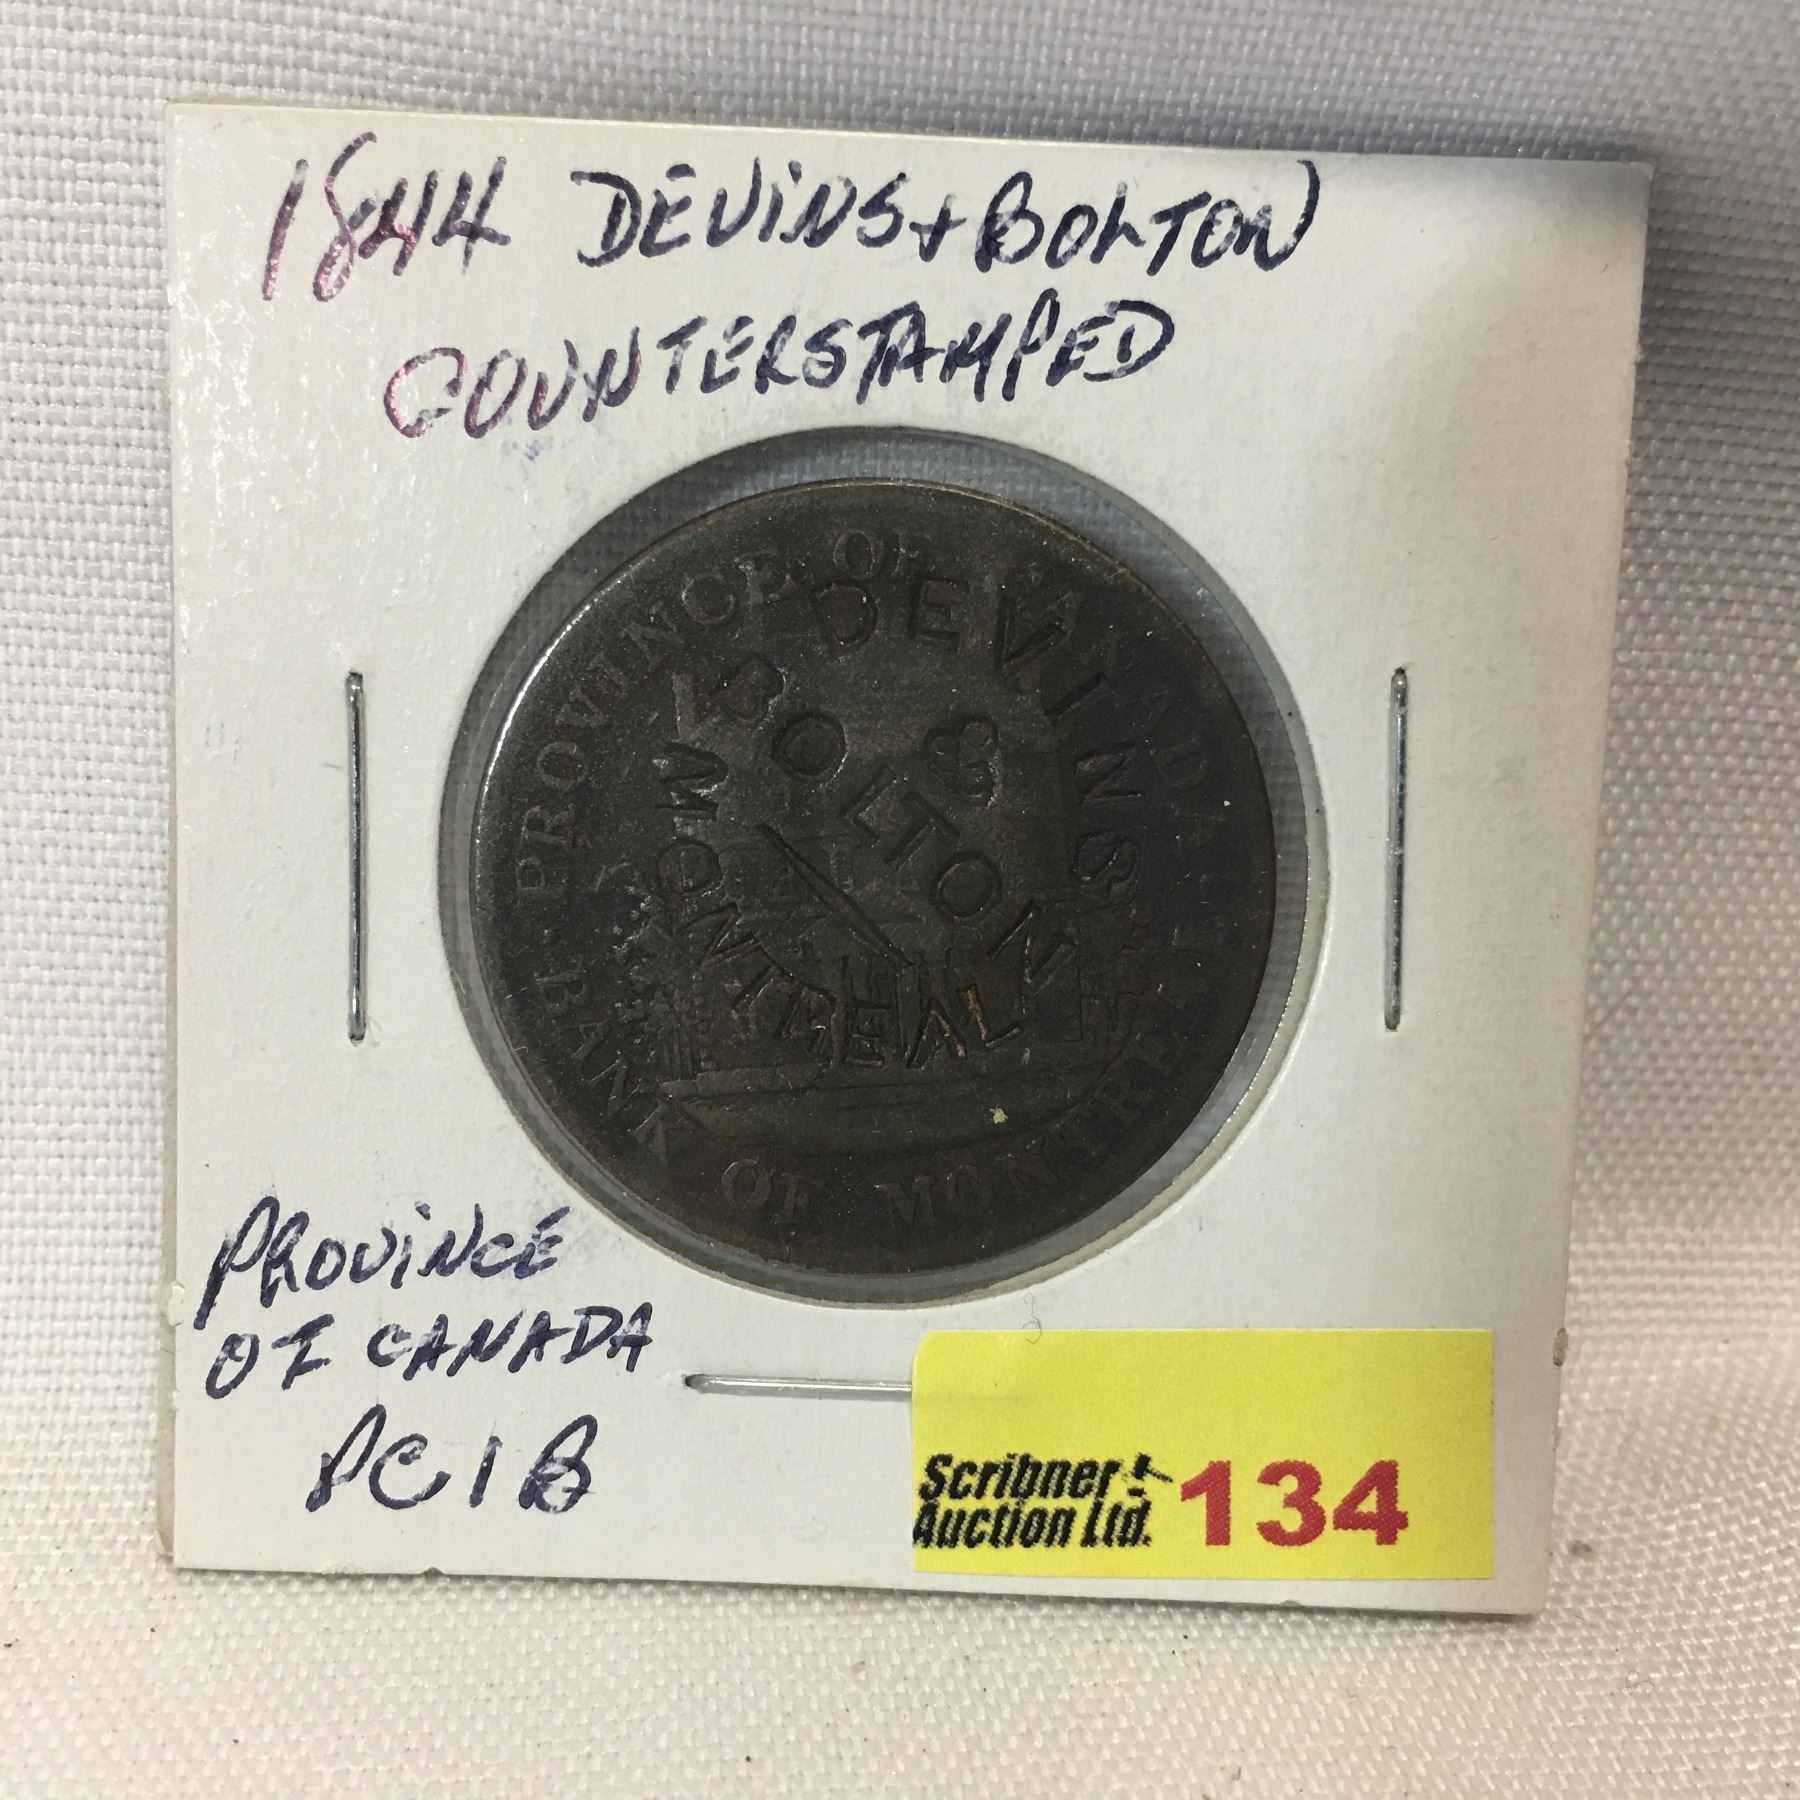 1844 DEVINS + BOLTON
COUNTERSTAMPED
PROVINCE OF CANADA
DEVINS
&
BOLTON
MONTREAL
BANK OF MONTREAL
PROVINCE
OF CANADA
PC1B
Scribner
Auction Ltd.
134